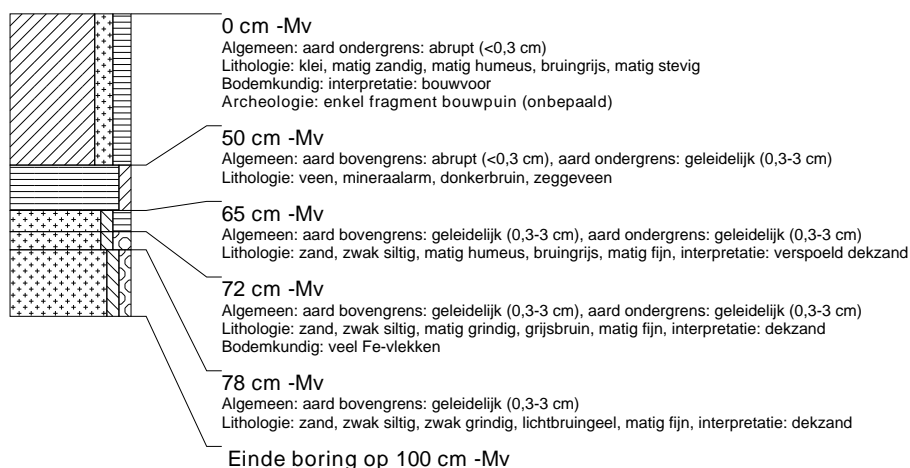 0 cm -Mv
Algemeen: aard ondergrens: abrupt (<0,3 cm)
Lithologie: klei, matig zandig, matig humeus, bruingrijs, matig stevig
Bodemkundig: interpretatie: bouwvoor
Archeologie: enkel fragment bouwpuin (onbepaald)
50 cm -Mv
Algemeen: aard bovengrens: abrupt (<0,3 cm), aard ondergrens: geleidelijk (0,3-3 cm)
Lithologie: veen, mineraalarm, donkerbruin, zeggeveen
65 cm -Mv
Algemeen: aard bovengrens: geleidelijk (0,3-3 cm), aard ondergrens: geleidelijk (0,3-3 cm)
Lithologie: zand, zwak siltig, matig humeus, bruingrijs, matig fijn, interpretatie: verspoeld dekzand
72 cm -Mv
Algemeen: aard bovengrens: geleidelijk (0,3-3 cm), aard ondergrens: geleidelijk (0,3-3 cm)
Lithologie: zand, zwak siltig, matig grindig, grijsbruin, matig fijn, interpretatie: dekzand
Bodemkundig: veel Fe-vlekken
78 cm -Mv
Algemeen: aard bovengrens: geleidelijk (0,3-3 cm)
Lithologie: zand, zwak siltig, zwak grindig, lichtbruingeel, matig fijn, interpretatie: dekzand
Einde boring op 100 cm -Mv